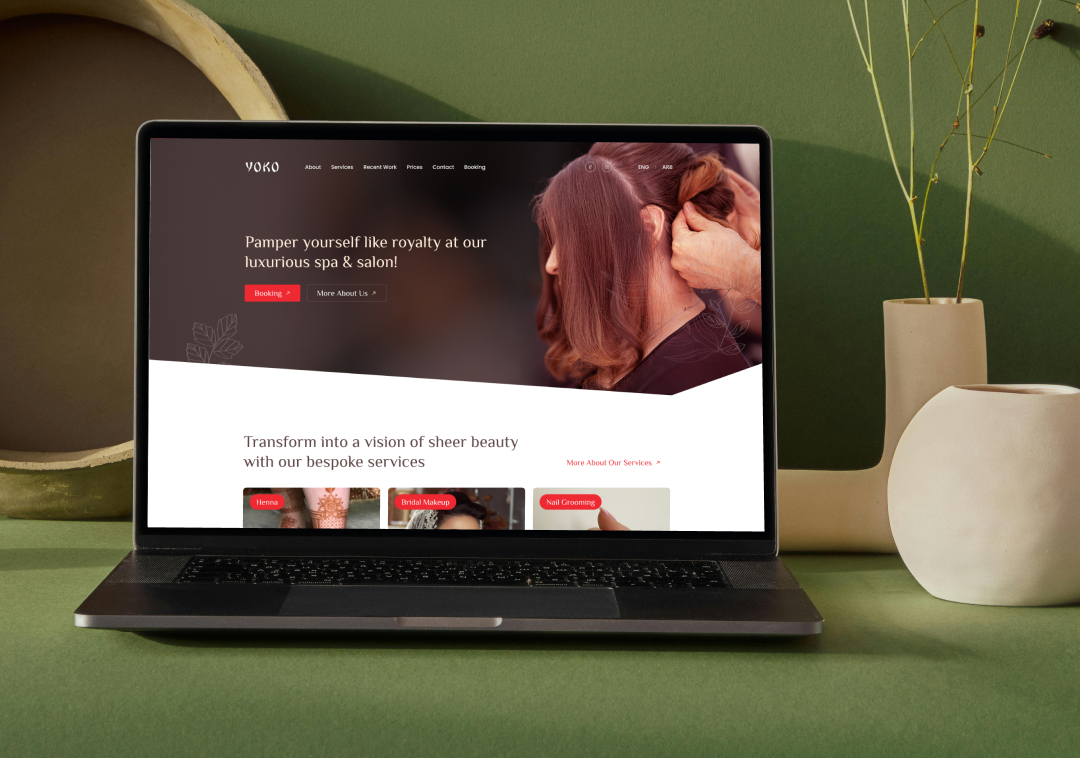 YOKO
About Services Recent Work Prices Contact Booking
ENG ARB
Pamper yourself like royalty at our
luxurious spa & salon!
Booking ↗ More About Us ↗
Transform into a vision of sheer beauty
with our bespoke services
More About Our Services ↗
Henna Bridal Makeup Nail Grooming